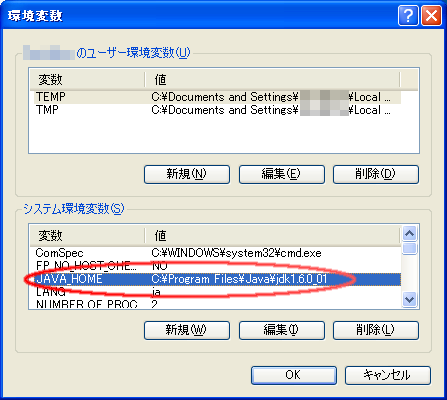 環境変数
のユーザー環境変数(U)
変数 値
TEMP C:¥Documents and Settings¥ ¥Local ...
TMP C:¥Documents and Settings¥ ¥Local ...
新規(N) 編集(E) 削除(D)
システム環境変数(S)
変数 値
ComSpec C:¥WINDOWS¥system32¥cmd.exe
FP_NO_HOST_CHE... NO
JAVA_HOME C:¥Program Files¥Java¥jdk1.6.0_01
LANG ja
NUMBER_OF_PROC... 2
新規(W) 編集(I) 削除(L)
OK キャンセル